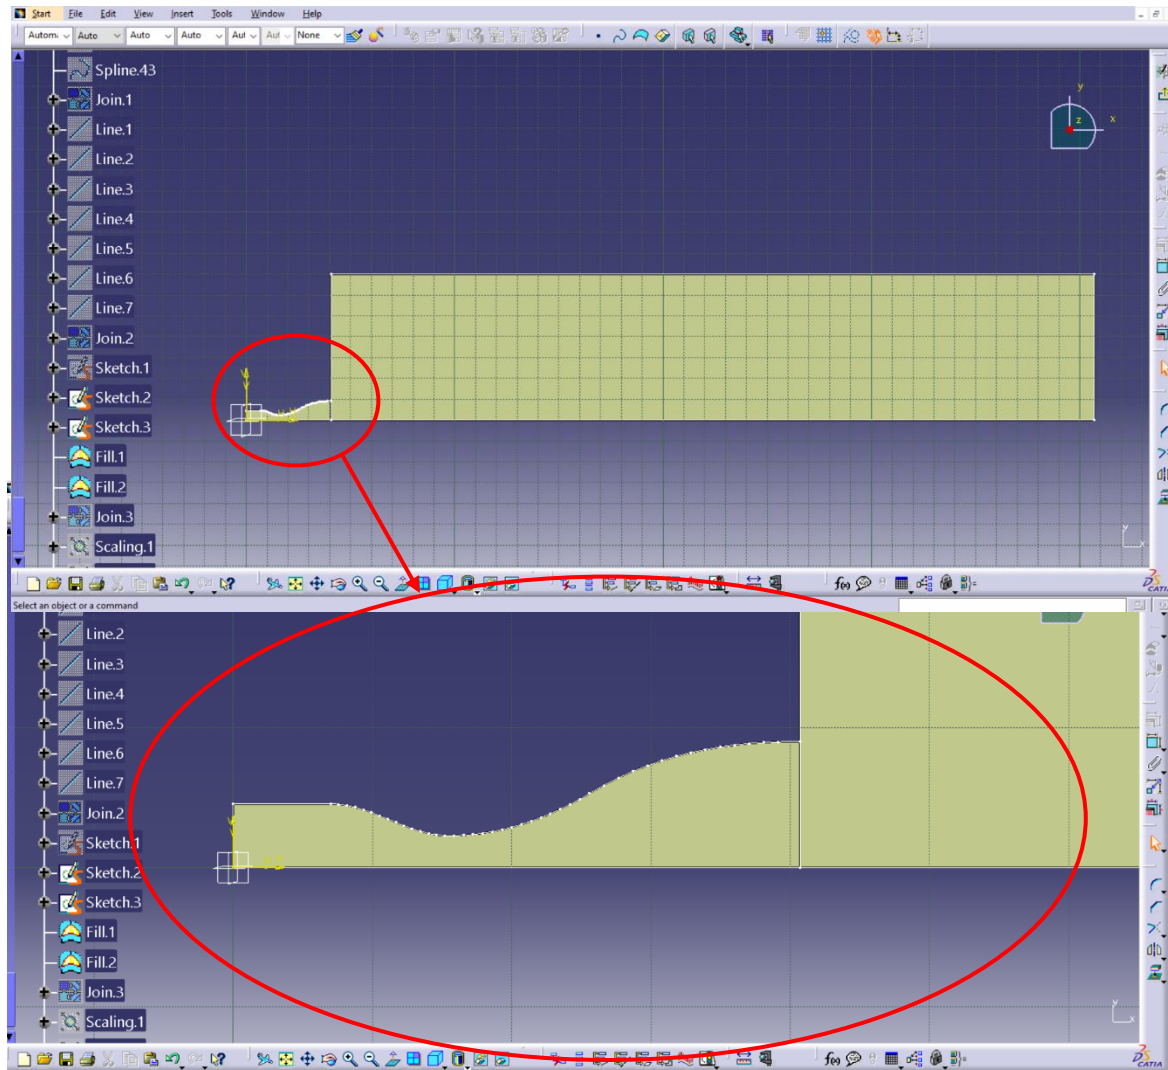 Start File Edit View Insert Tools Window Help
Auto Auto Auto Aut Aut None
Spline.43
Join.1
Line.1
Line.2
Line.3
Line.4
Line.5
Line.6
Line.7
Join.2
Sketch.1
Sketch.2
Sketch.3
Fill.1
Fill.2
Join.3
Scaling.1
y
z x
y
x
f(x)
CATIA
Select an object or a command
Line.2
Line.3
Line.4
Line.5
Line.6
Line.7
Join.2
Sketch.1
Sketch.2
Sketch.3
Fill.1
Fill.2
Join.3
Scaling.1
x
f(x)
CATIA